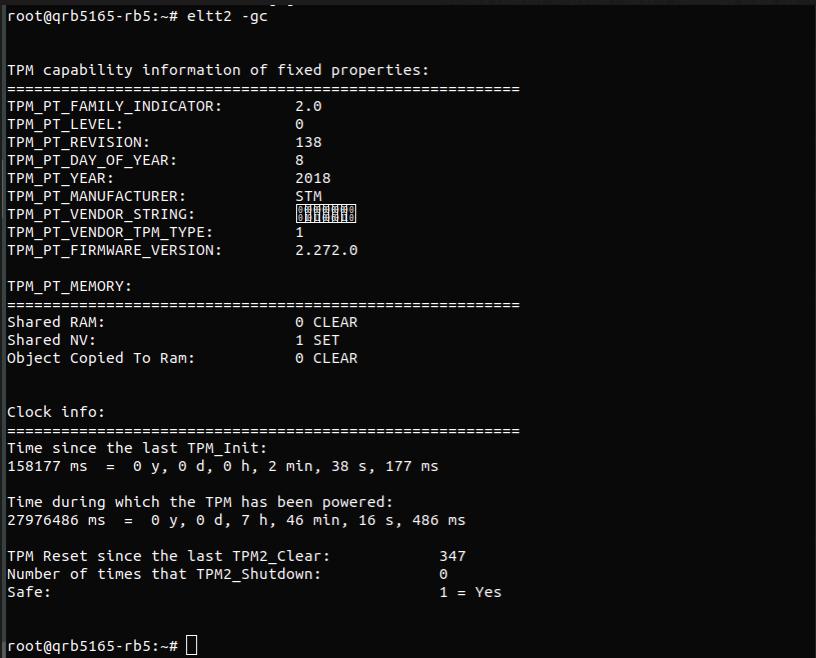 root@qrb5165-rb5:~# eltt2 -gc
TPM capability information of fixed properties:
=========================================================
TPM_PT_FAMILY_INDICATOR:        2.0
TPM_PT_LEVEL:                   0
TPM_PT_REVISION:                138
TPM_PT_DAY_OF_YEAR:             8
TPM_PT_YEAR:                    2018
TPM_PT_MANUFACTURER:            STM
TPM_PT_VENDOR_STRING:
TPM_PT_VENDOR_TPM_TYPE:         1
TPM_PT_FIRMWARE_VERSION:        2.272.0
TPM_PT_MEMORY:
=========================================================
Shared RAM:                     0 CLEAR
Shared NV:                      1 SET
Object Copied To Ram:           0 CLEAR
Clock info:
=========================================================
Time since the last TPM_Init:
158177 ms  =  0 y, 0 d, 0 h, 2 min, 38 s, 177 ms
Time during which the TPM has been powered:
27976486 ms  =  0 y, 0 d, 7 h, 46 min, 16 s, 486 ms
TPM Reset since the last TPM2_Clear:            347
Number of times that TPM2_Shutdown:             0
Safe:                                           1 = Yes
root@qrb5165-rb5:~#